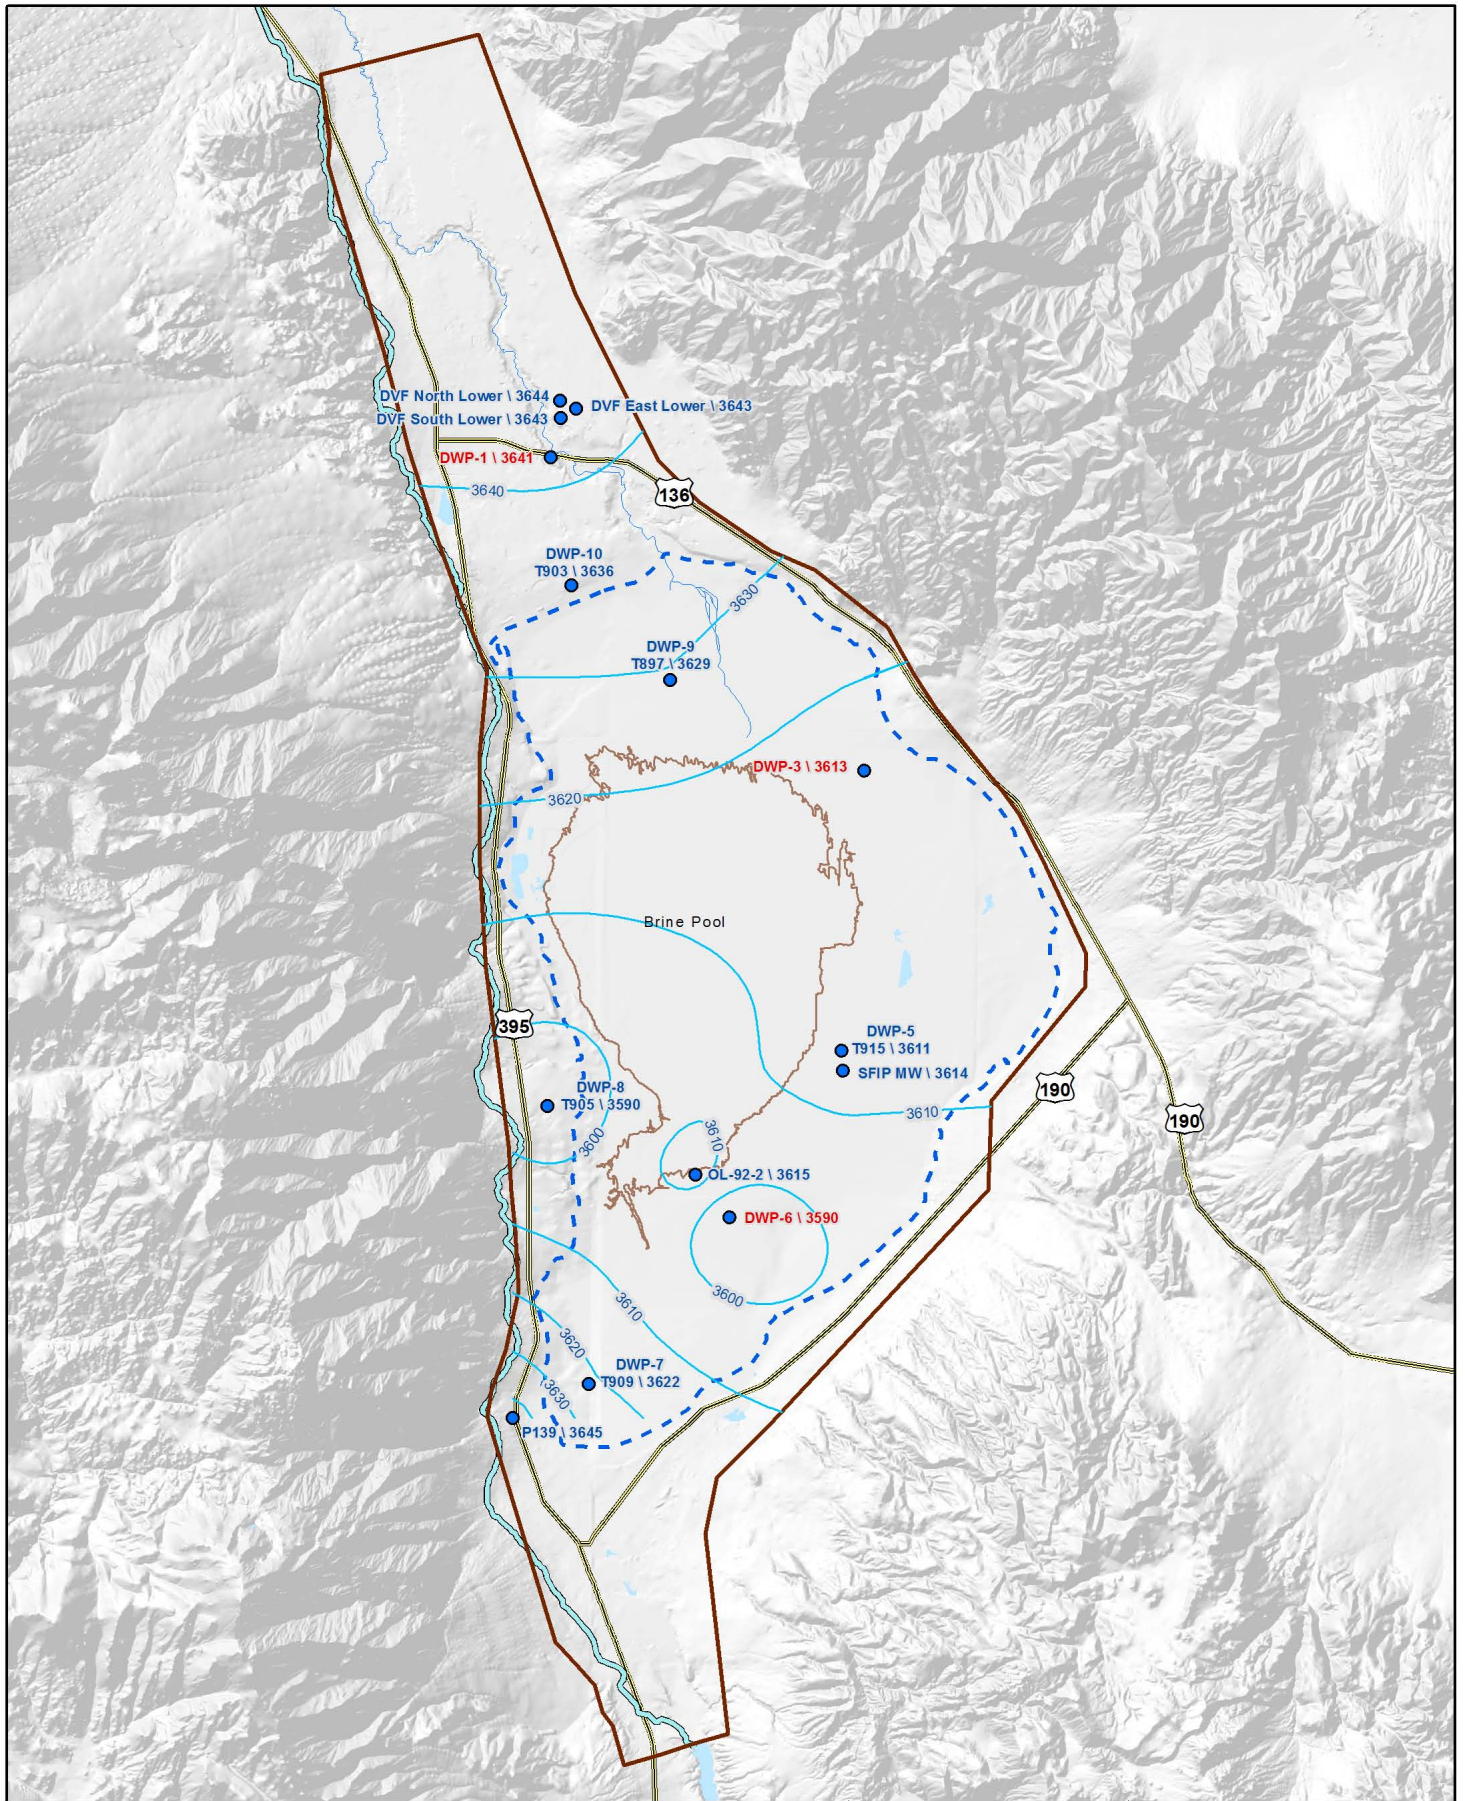 DVF North Lower \ 3644
DVF East Lower \ 3643
DVF South Lower \ 3643
DWP-1 \ 3641
3640
136
DWP-10
T903 \ 3636
3630
DWP-9
T897 \ 3629
DWP-3 \ 3613
3620
Brine Pool
395
DWP-5
T915 \ 3611
SFIP MW \ 3614
190
DWP-8
T905 \ 3590
3610
190
3600
3610
OL-92-2 \ 3615
DWP-6 \ 3590
3600
3610
3620
DWP-7
T909 \ 3622
3630
P139 \ 3645